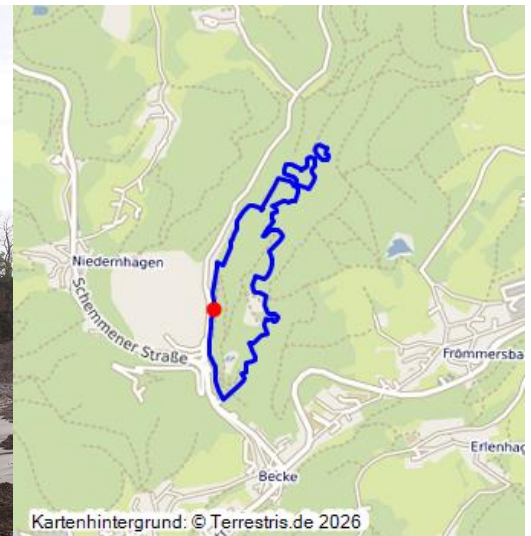 Niedernhagen
Schemmener Straße
Frömmersba
Erlenhag
Becke
Kartenhintergrund: © Terrestris.de 2026